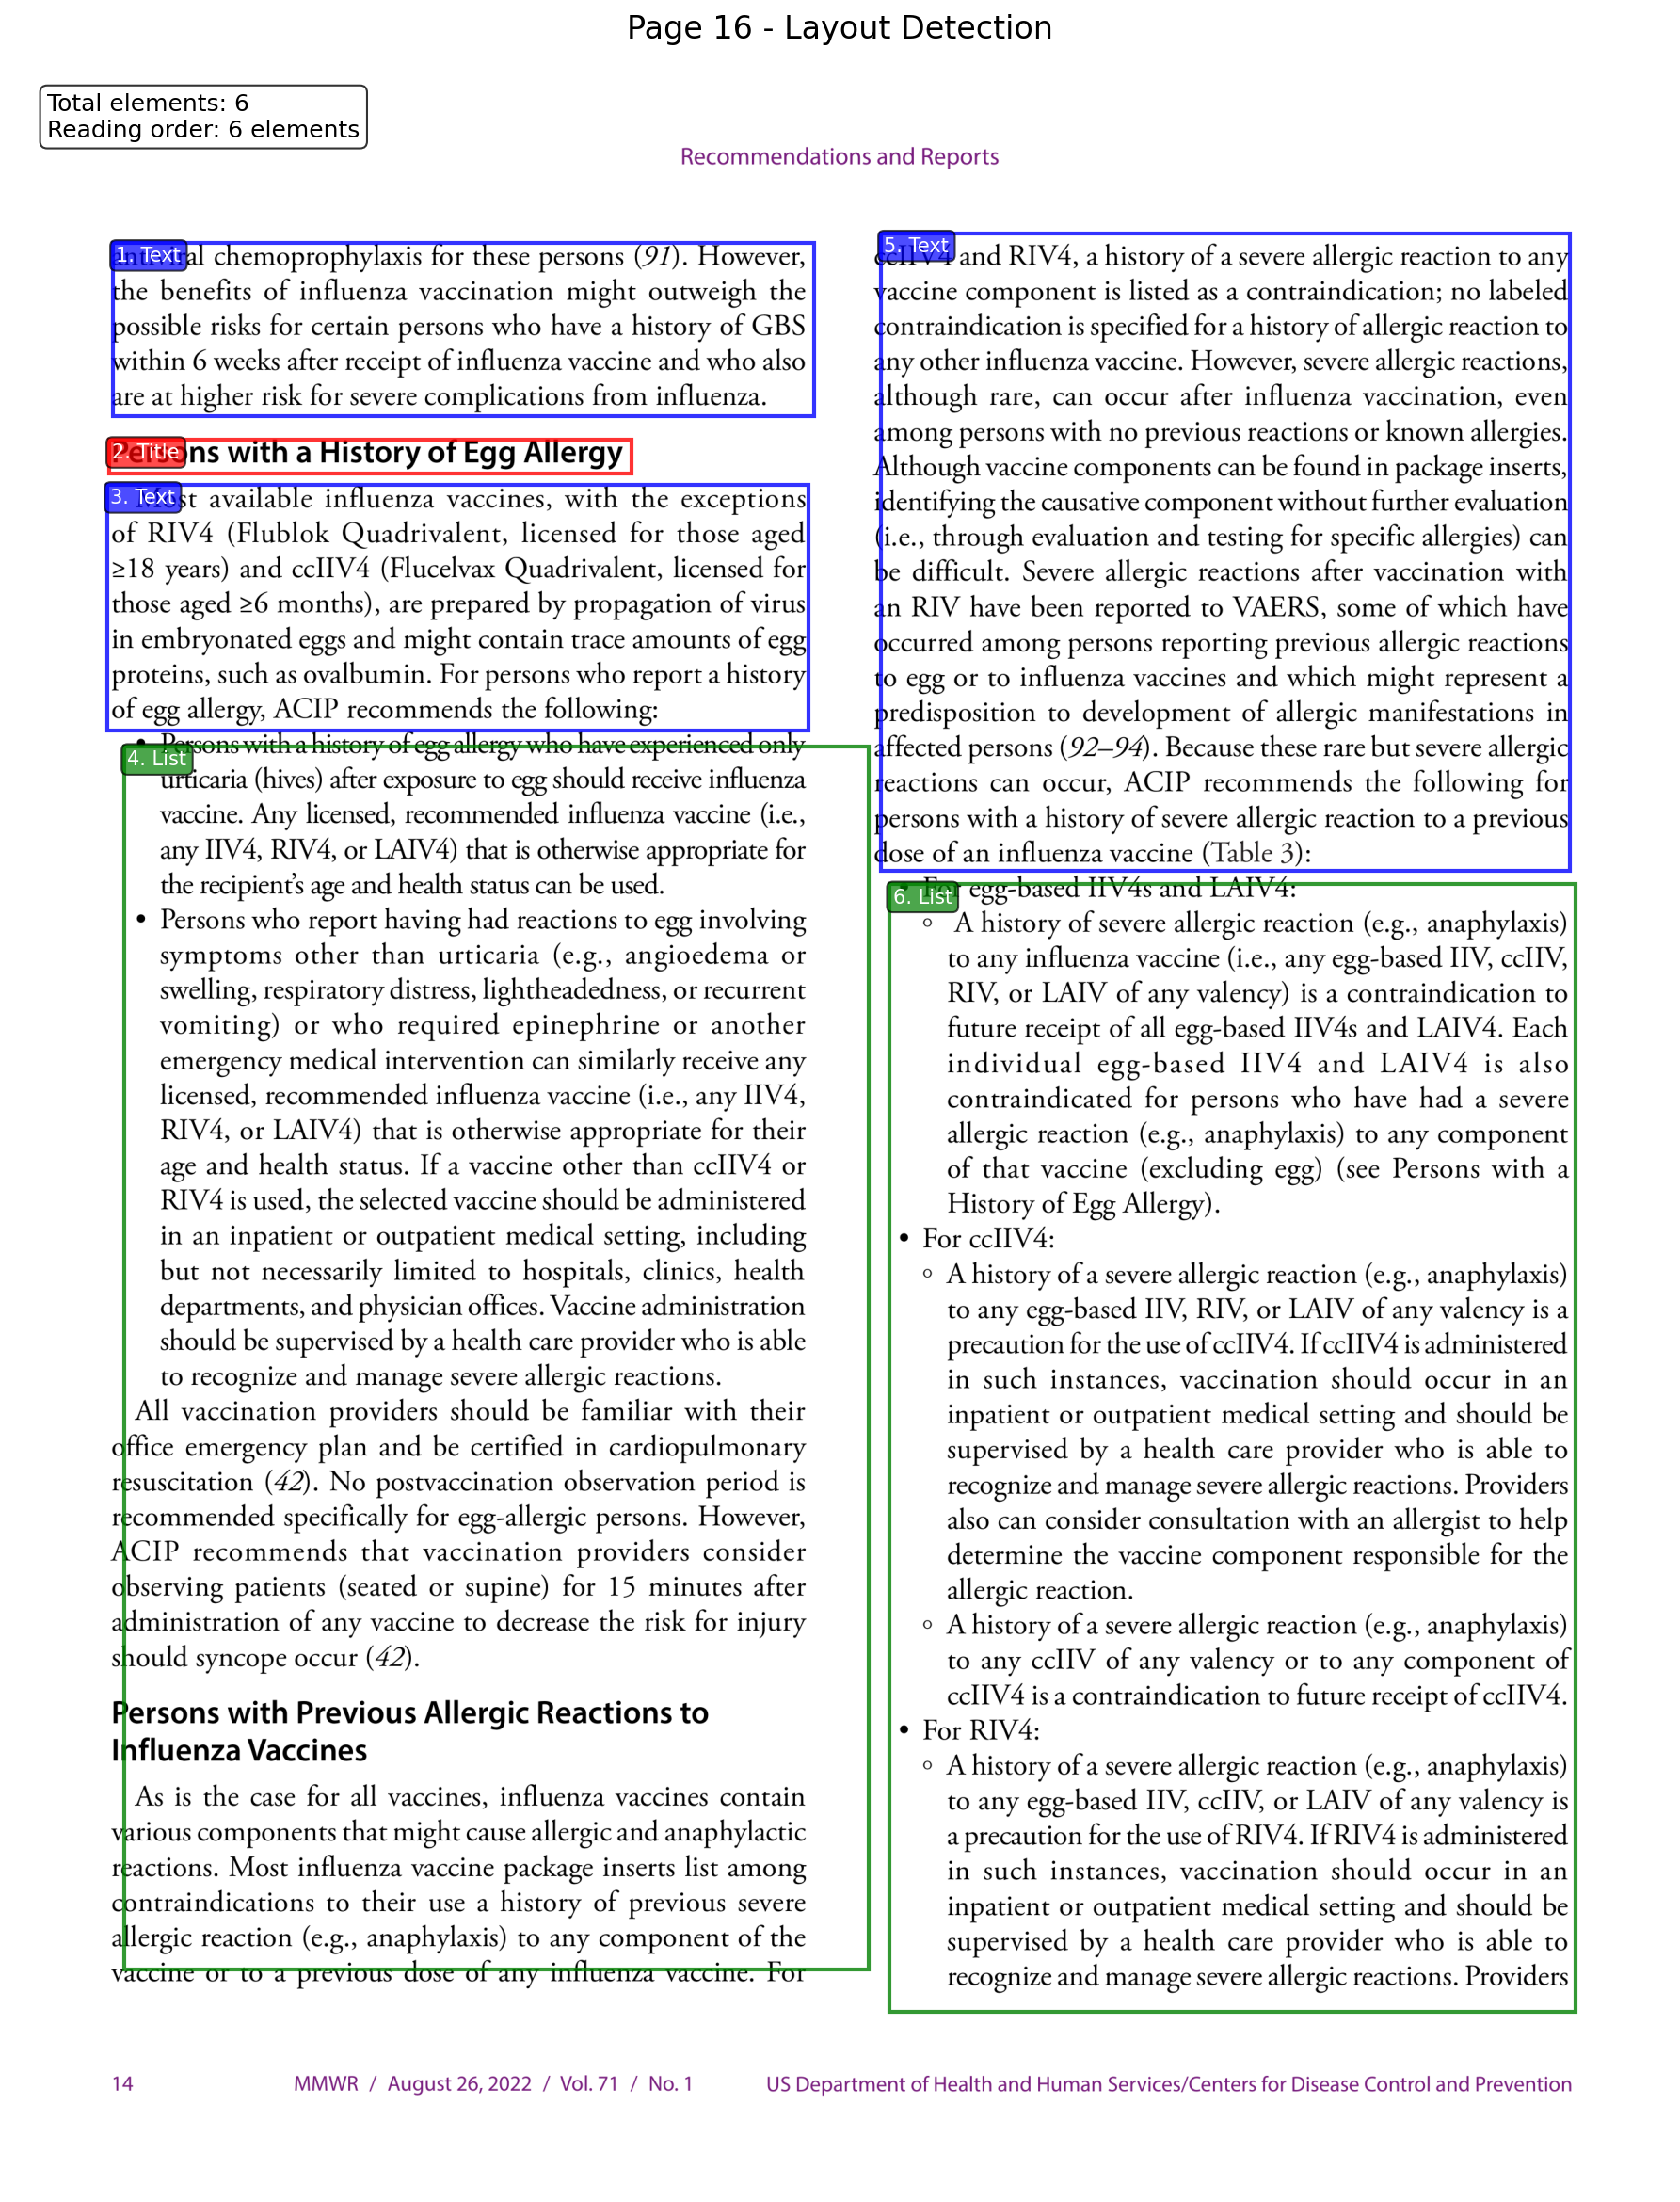 Page 16 - Layout Detection
Total elements: 6
Reading order: 6 elements
Recommendations and Reports
1. Text
antiviral chemoprophylaxis for these persons (91). However,
the benefits of influenza vaccination might outweigh the
possible risks for certain persons who have a history of GBS
within 6 weeks after receipt of influenza vaccine and who also
are at higher risk for severe complications from influenza.
2. Title
Persons with a History of Egg Allergy
3. Text
Most available influenza vaccines, with the exceptions
of RIV4 (Flublok Quadrivalent, licensed for those aged
≥18 years) and ccIIV4 (Flucelvax Quadrivalent, licensed for
those aged ≥6 months), are prepared by propagation of virus
in embryonated eggs and might contain trace amounts of egg
proteins, such as ovalbumin. For persons who report a history
of egg allergy, ACIP recommends the following:
4. List
• Persons with a history of egg allergy who have experienced only
urticaria (hives) after exposure to egg should receive influenza
vaccine. Any licensed, recommended influenza vaccine (i.e.,
any IIV4, RIV4, or LAIV4) that is otherwise appropriate for
the recipient's age and health status can be used.
• Persons who report having had reactions to egg involving
symptoms other than urticaria (e.g., angioedema or
swelling, respiratory distress, lightheadedness, or recurrent
vomiting) or who required epinephrine or another
emergency medical intervention can similarly receive any
licensed, recommended influenza vaccine (i.e., any IIV4,
RIV4, or LAIV4) that is otherwise appropriate for their
age and health status. If a vaccine other than ccIIV4 or
RIV4 is used, the selected vaccine should be administered
in an inpatient or outpatient medical setting, including
but not necessarily limited to hospitals, clinics, health
departments, and physician offices. Vaccine administration
should be supervised by a health care provider who is able
to recognize and manage severe allergic reactions.
All vaccination providers should be familiar with their
office emergency plan and be certified in cardiopulmonary
resuscitation (42). No postvaccination observation period is
recommended specifically for egg-allergic persons. However,
ACIP recommends that vaccination providers consider
observing patients (seated or supine) for 15 minutes after
administration of any vaccine to decrease the risk for injury
should syncope occur (42).
Persons with Previous Allergic Reactions to
Influenza Vaccines
As is the case for all vaccines, influenza vaccines contain
various components that might cause allergic and anaphylactic
reactions. Most influenza vaccine package inserts list among
contraindications to their use a history of previous severe
allergic reaction (e.g., anaphylaxis) to any component of the
vaccine or to a previous dose of any influenza vaccine. For
5. Text
ccIIV4 and RIV4, a history of a severe allergic reaction to any
vaccine component is listed as a contraindication; no labeled
contraindication is specified for a history of allergic reaction to
any other influenza vaccine. However, severe allergic reactions,
although rare, can occur after influenza vaccination, even
among persons with no previous reactions or known allergies.
Although vaccine components can be found in package inserts,
identifying the causative component without further evaluation
(i.e., through evaluation and testing for specific allergies) can
be difficult. Severe allergic reactions after vaccination with
an RIV have been reported to VAERS, some of which have
occurred among persons reporting previous allergic reactions
to egg or to influenza vaccines and which might represent a
predisposition to development of allergic manifestations in
affected persons (92–94). Because these rare but severe allergic
reactions can occur, ACIP recommends the following for
persons with a history of severe allergic reaction to a previous
dose of an influenza vaccine (Table 3):
6. List
• For egg-based IIV4s and LAIV4:
◦ A history of severe allergic reaction (e.g., anaphylaxis)
to any influenza vaccine (i.e., any egg-based IIV, ccIIV,
RIV, or LAIV of any valency) is a contraindication to
future receipt of all egg-based IIV4s and LAIV4. Each
individual egg-based IIV4 and LAIV4 is also
contraindicated for persons who have had a severe
allergic reaction (e.g., anaphylaxis) to any component
of that vaccine (excluding egg) (see Persons with a
History of Egg Allergy).
• For ccIIV4:
◦ A history of a severe allergic reaction (e.g., anaphylaxis)
to any egg-based IIV, RIV, or LAIV of any valency is a
precaution for the use of ccIIV4. If ccIIV4 is administered
in such instances, vaccination should occur in an
inpatient or outpatient medical setting and should be
supervised by a health care provider who is able to
recognize and manage severe allergic reactions. Providers
also can consider consultation with an allergist to help
determine the vaccine component responsible for the
allergic reaction.
◦ A history of a severe allergic reaction (e.g., anaphylaxis)
to any ccIIV of any valency or to any component of
ccIIV4 is a contraindication to future receipt of ccIIV4.
• For RIV4:
◦ A history of a severe allergic reaction (e.g., anaphylaxis)
to any egg-based IIV, ccIIV, or LAIV of any valency is
a precaution for the use of RIV4. If RIV4 is administered
in such instances, vaccination should occur in an
inpatient or outpatient medical setting and should be
supervised by a health care provider who is able to
recognize and manage severe allergic reactions. Providers
14 MMWR / August 26, 2022 / Vol. 71 / No. 1 US Department of Health and Human Services/Centers for Disease Control and Prevention